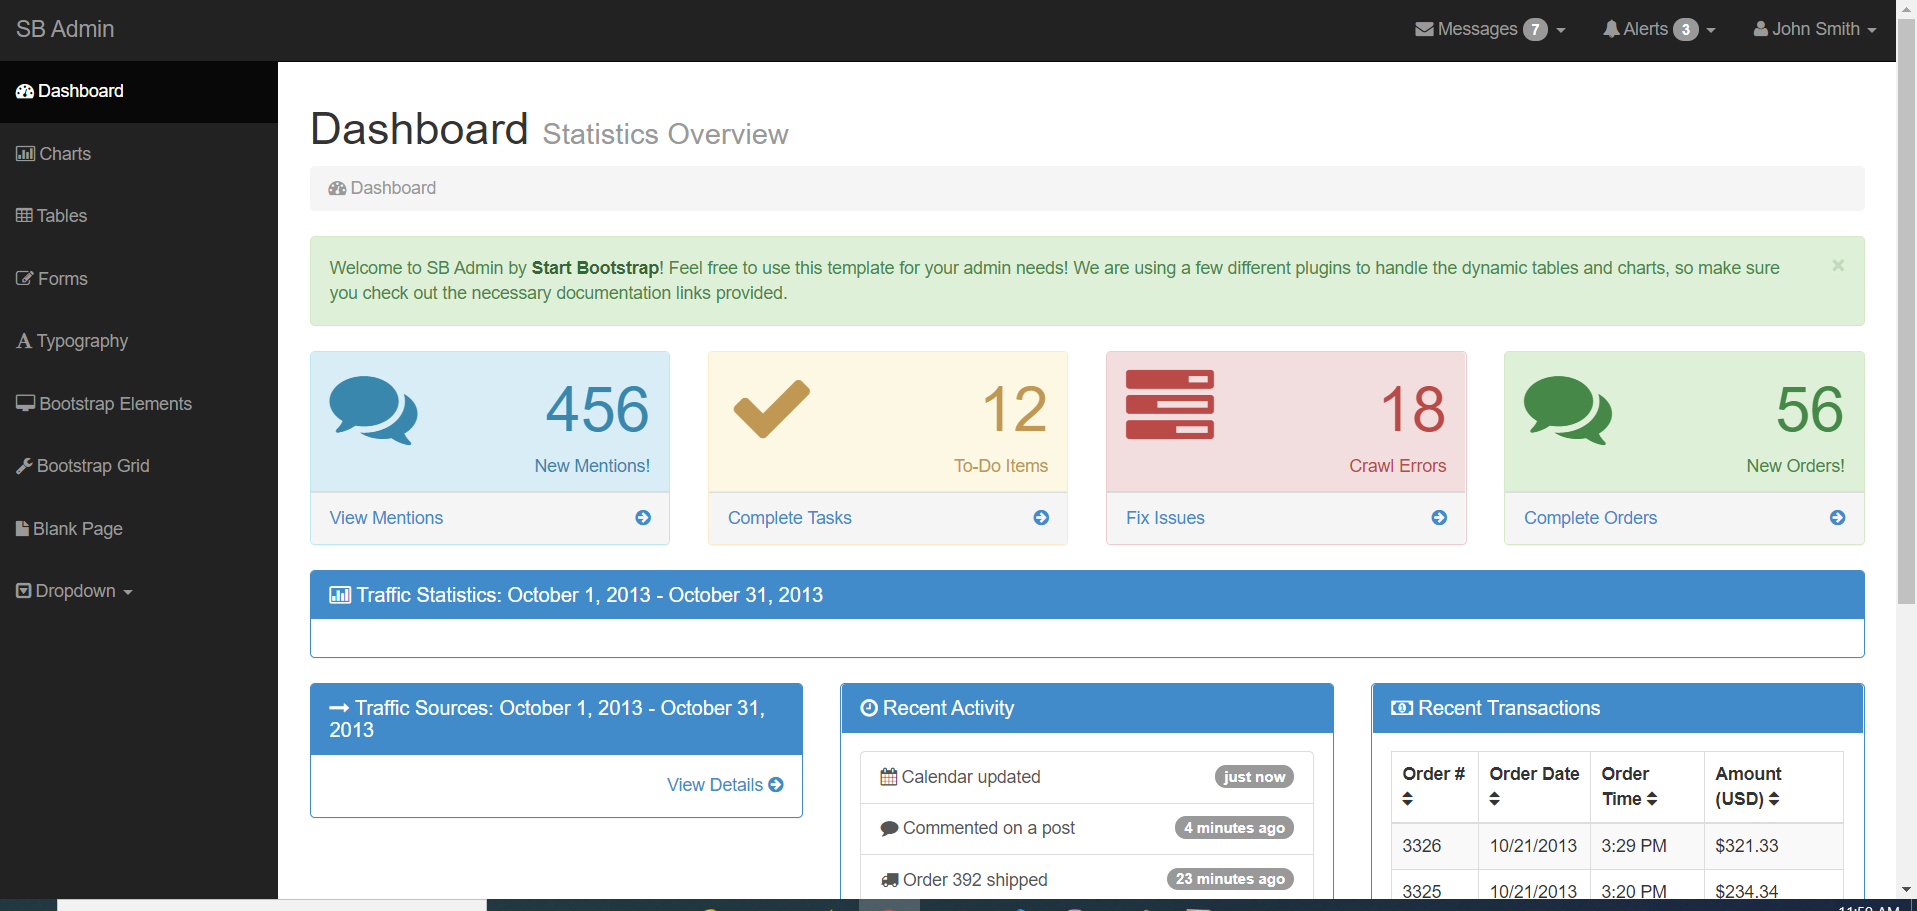 SB Admin
Messages 7
Alerts 3
John Smith
Dashboard
Charts
Tables
Forms
Typography
Bootstrap Elements
Bootstrap Grid
Blank Page
Dropdown
Dashboard Statistics Overview
Dashboard
Welcome to SB Admin by Start Bootstrap! Feel free to use this template for your admin needs! We are using a few different plugins to handle the dynamic tables and charts, so make sure
you check out the necessary documentation links provided.
×
456
New Mentions!
View Mentions
12
To-Do Items
Complete Tasks
18
Crawl Errors
Fix Issues
56
New Orders!
Complete Orders
Traffic Statistics: October 1, 2013 - October 31, 2013
Traffic Sources: October 1, 2013 - October 31,
2013
View Details
Recent Activity
Calendar updated just now
Commented on a post 4 minutes ago
Order 392 shipped 23 minutes ago
Recent Transactions
Order # Order Date Order Time Amount (USD)
3326 10/21/2013 3:29 PM $321.33
3325 10/21/2013 3:20 PM $234.34